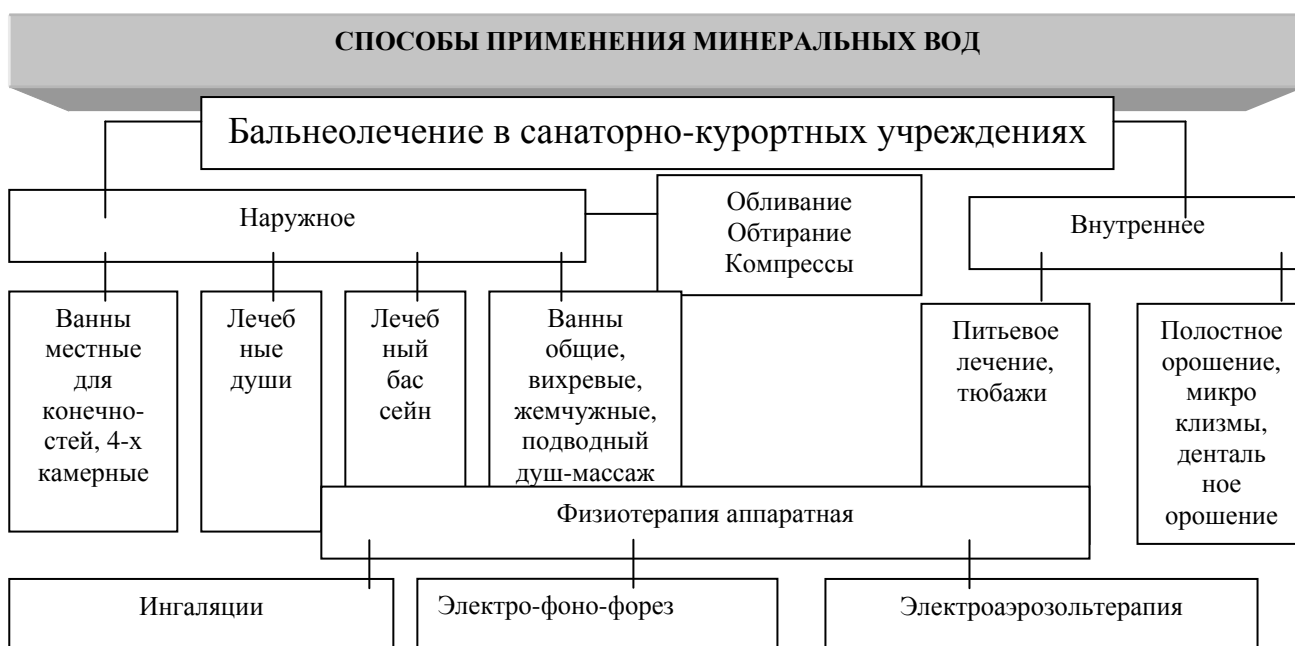 СПОСОБЫ ПРИМЕНЕНИЯ МИНЕРАЛЬНЫХ ВОД
Бальнеолечение в санаторно-курортных учреждениях
Наружное
Обливание
Обтирание
Компрессы
Внутреннее
Ванны
местные
для
конечно-
стей, 4-х
камерные
Лечеб
ные
души
Лечеб
ный
бас
сейн
Ванны
общие,
вихревые,
жемчужные,
подводный
душ-массаж
Питьевое
лечение,
тюбажи
Полостное
орошение,
микро
клизмы,
денталь
ное
орошение
Физиотерапия аппаратная
Ингаляции
Электро-фоно-форез
Электроаэрозольтерапия